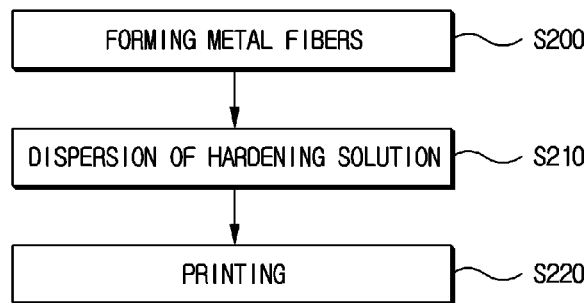 FORMING METAL FIBERS S200
DISPERSION OF HARDENING SOLUTION S210
PRINTING S220